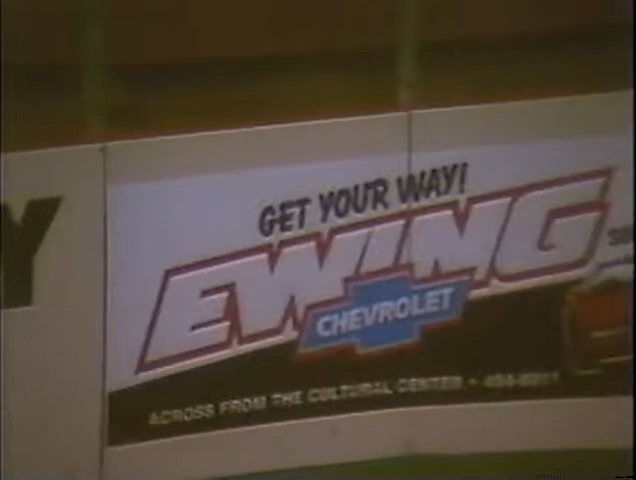 Y
GET YOUR WAY!
EWING
CHEVROLET
ACROSS FROM THE CULTURAL CENTER •